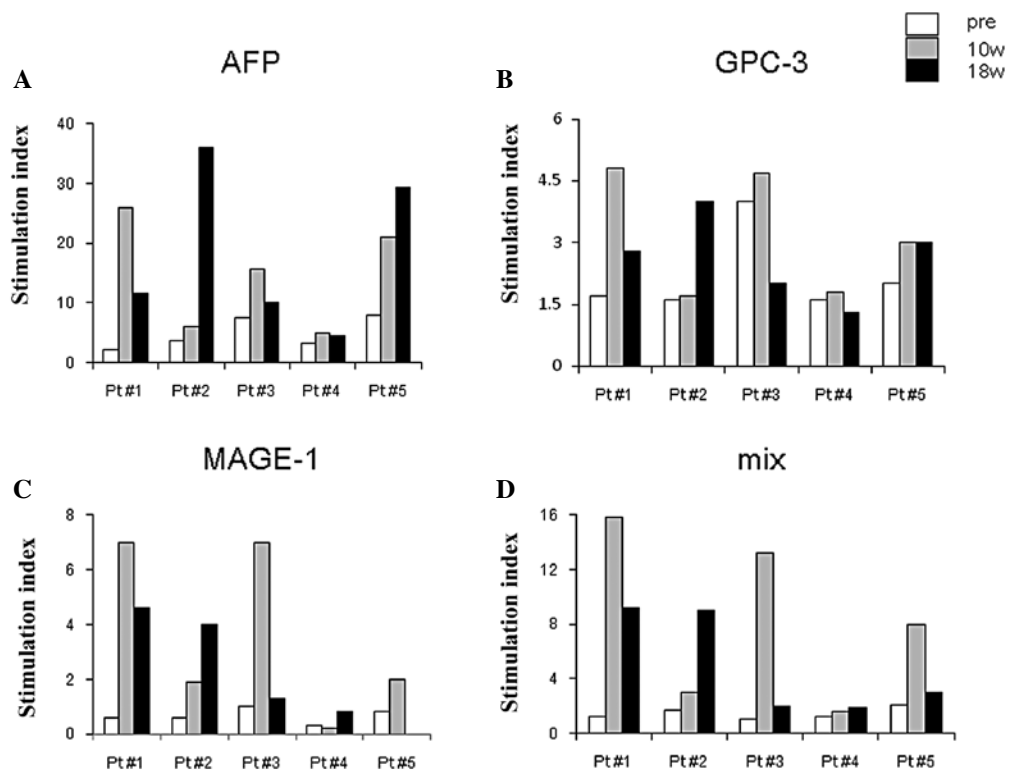 pre
10w
18w
A
AFP
Stimulation index
40
30
20
10
0
Pt#1 Pt#2 Pt#3 Pt#4 Pt#5
B
GPC-3
Stimulation index
6
4.5
3
1.5
0
Pt#1 Pt#2 Pt#3 Pt#4 Pt#5
C
MAGE-1
Stimulation index
8
6
4
2
0
Pt#1 Pt#2 Pt#3 Pt#4 Pt#5
D
mix
Stimulation index
16
12
8
4
0
Pt#1 Pt#2 Pt#3 Pt#4 Pt#5